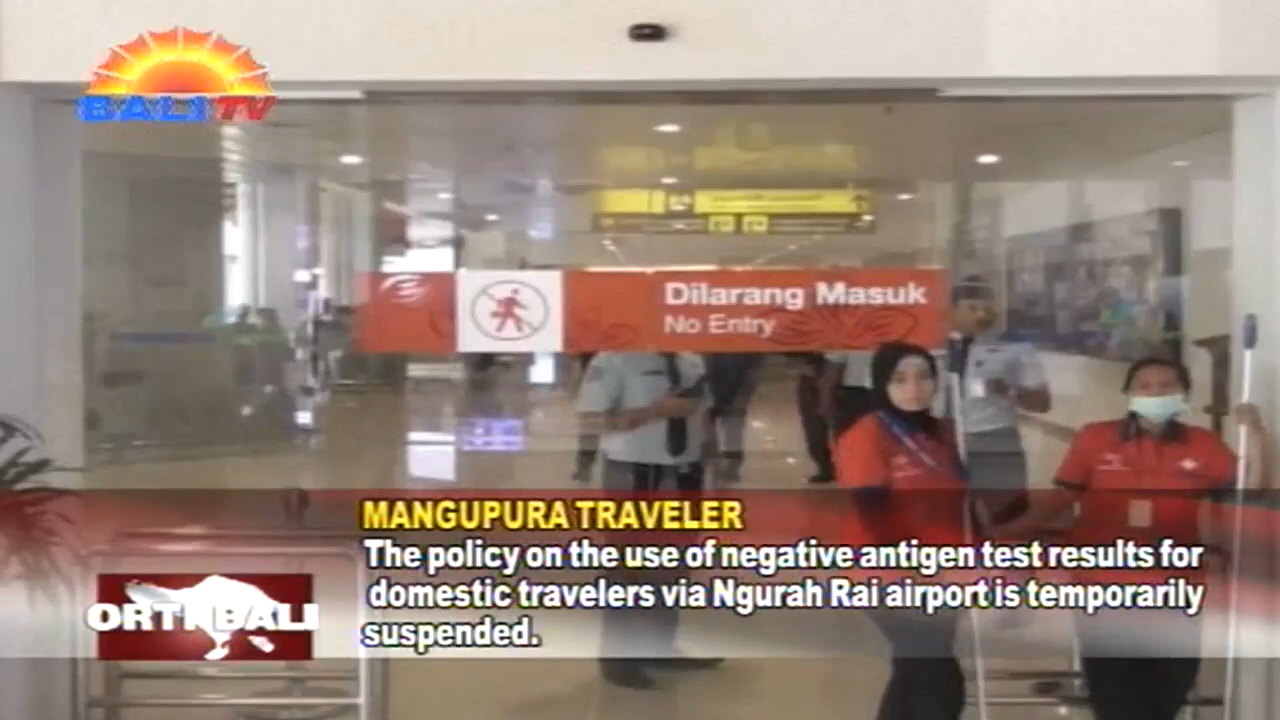 BALI TV
Dilarang Masuk
No Entry
MANGUPURA TRAVELER
The policy on the use of negative antigen test results for
domestic travelers via Ngurah Rai airport is temporarily
suspended.
ORTI BALI